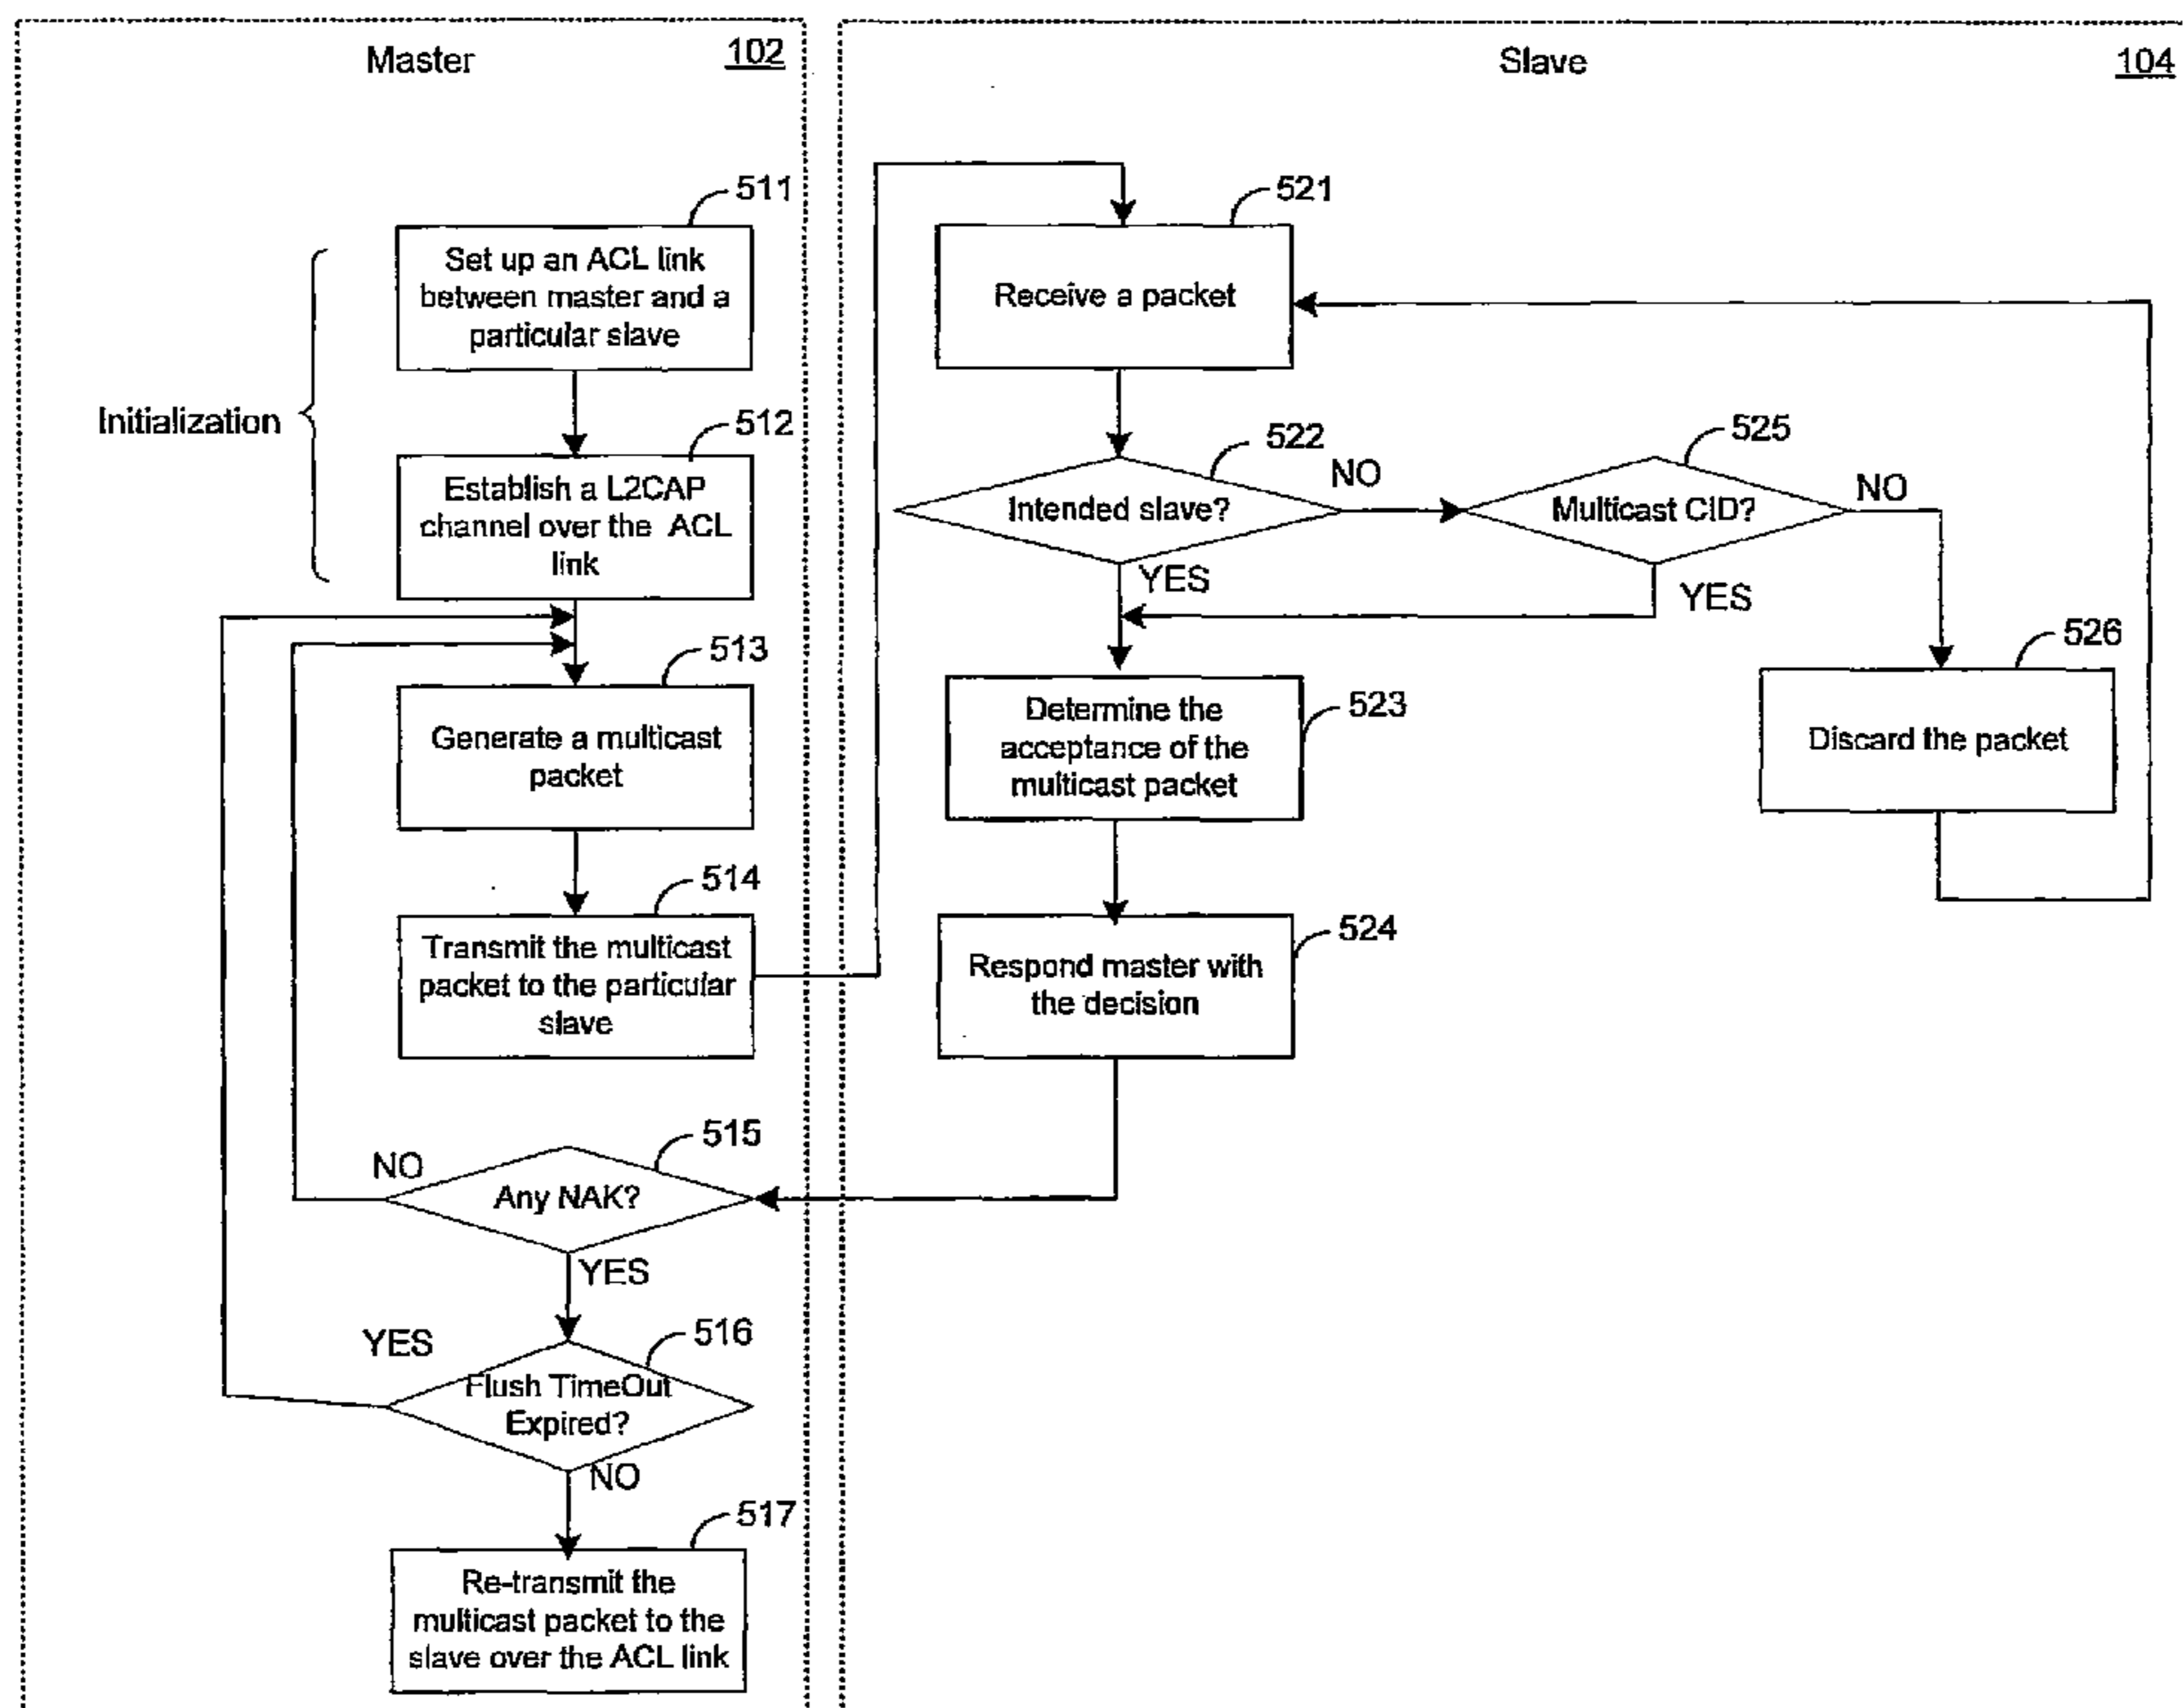 Master
102
511
Set up an ACL link
between master and a
particular slave
Initialization
512
Establish a L2CAP
channel over the ACL
link
513
Generate a multicast
packet
514
Transmit the multicast
packet to the particular
slave
515
NO
Any NAK?
YES
516
YES
Flush TimeOut
Expired?
NO
517
Re-transmit the
multicast packet to the
slave over the ACL link
Slave
104
521
Receive a packet
522
Intended slave?
NO
YES
525
Multicast CID?
NO
YES
523
Determine the
acceptance of the
multicast packet
526
Discard the packet
524
Respond master with
the decision